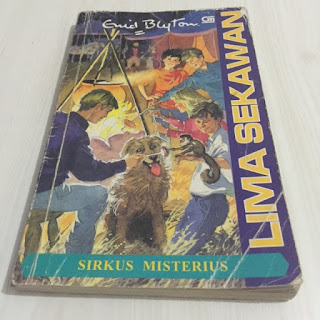 Enid Blyton
LIMA SEKAWAN
SIRKUS MISTERIUS